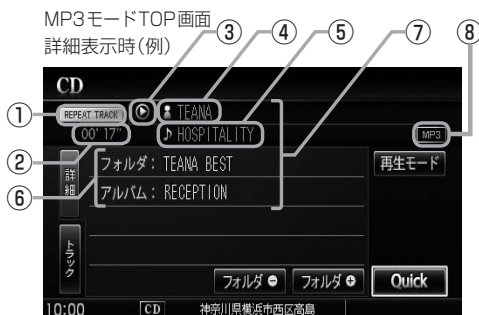 MP3モードTOP画面
詳細表示時(例)
③ ④ ⑤ ⑦ ⑧
CD
① REPEAT TRACK TEANA
② 00' 17" ♪ HOSPITALITY MP3
⑥ フォルダ: TEANA BEST 再生モード
詳細
アルバム: RECEPTION
トラック
フォルダ － フォルダ ＋ Quick
10:00 CD 神奈川県横浜市西区高島